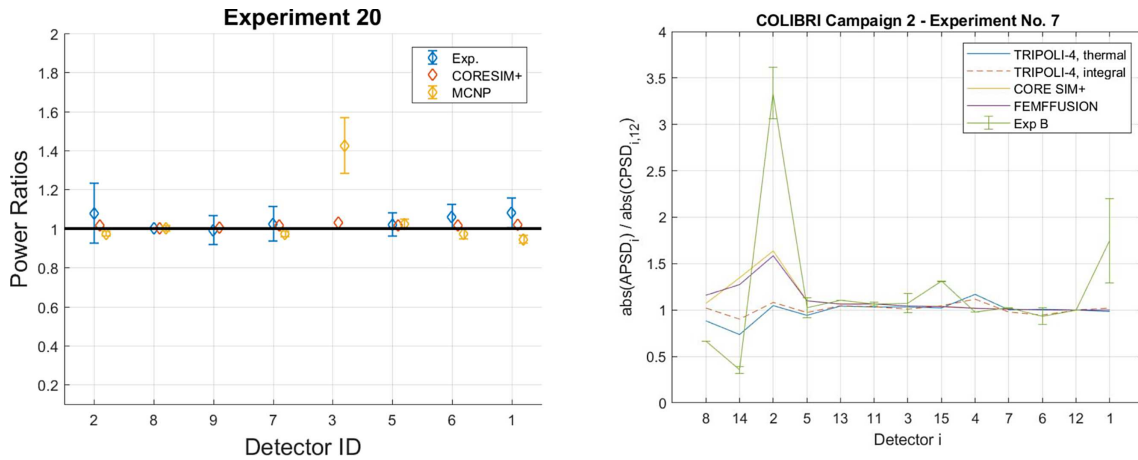 Experiment 20
Power Ratios
2
1.8
1.6
1.4
1.2
1
0.8
0.6
0.4
0.2
Exp.
CORESIM+
MCNP
2 8 9 7 3 5 6 1
Detector ID
COLIBRI Campaign 2 - Experiment No. 7
abs(APSD_i) / abs(CPSD_i,12)
4
3.5
3
2.5
2
1.5
1
0.5
0
TRIPOLI-4, thermal
TRIPOLI-4, integral
CORE SIM+
FEMFFUSION
Exp B
8 14 2 5 13 11 3 15 4 7 6 12 1
Detector i